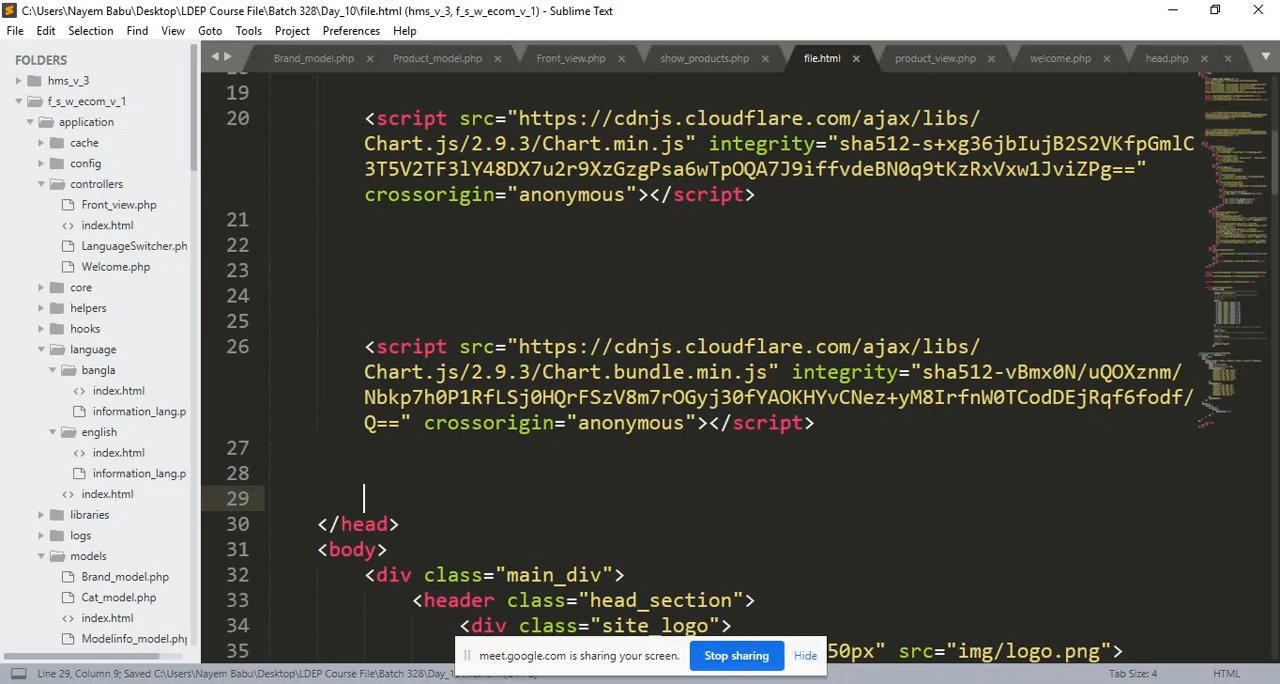 C:\Users\Nayem Babu\Desktop\LDEP Course File\Batch 328\Day_10\file.html (hms_v_3, f_s_w_ecom_v_1) - Sublime Text
File Edit Selection Find View Goto Tools Project Preferences Help
FOLDERS
hms_v_3
f_s_w_ecom_v_1
application
cache
config
controllers
Front_view.php
index.html
LanguageSwitcher.ph
Welcome.php
core
helpers
hooks
language
bangla
index.html
information_lang.p
english
index.html
information_lang.p
index.html
libraries
logs
models
Brand_model.php
Cat_model.php
index.html
Modelinfo_model.php
Brand_model.php Product_model.php Front_view.php show_products.php file.html product_view.php welcome.php head.php
19
20 <script src="https://cdnjs.cloudflare.com/ajax/libs/
Chart.js/2.9.3/Chart.min.js" integrity="sha512-s+xg36jbIujB2S2VKfpGmlC
3T5V2TF3lY48DX7u2r9XzGzgPsa6wTpOQA7J9iffvdeBN0q9tKzRxVxw1JviZPg=="
crossorigin="anonymous"></script>
21
22
23
24
25
26 <script src="https://cdnjs.cloudflare.com/ajax/libs/
Chart.js/2.9.3/Chart.bundle.min.js" integrity="sha512-vBmx0N/uQOXznm/
Nbkp7h0P1RfLSj0HQrFSzV8m7rOGyj30fYAOKHYvCNez+yM8IrfnW0TCodDEjRqf6fodf/
Q==" crossorigin="anonymous"></script>
27
28
29
30 </head>
31 <body>
32 <div class="main_div">
33 <header class="head_section">
34 <div class="site_logo">
35 50px" src="img/logo.png">
meet.google.com is sharing your screen. Stop sharing Hide
Line 29, Column 9; Saved C:\Users\Nayem Babu\Desktop\LDEP Course File\Batch 328\Day_
Tab Size: 4 HTML